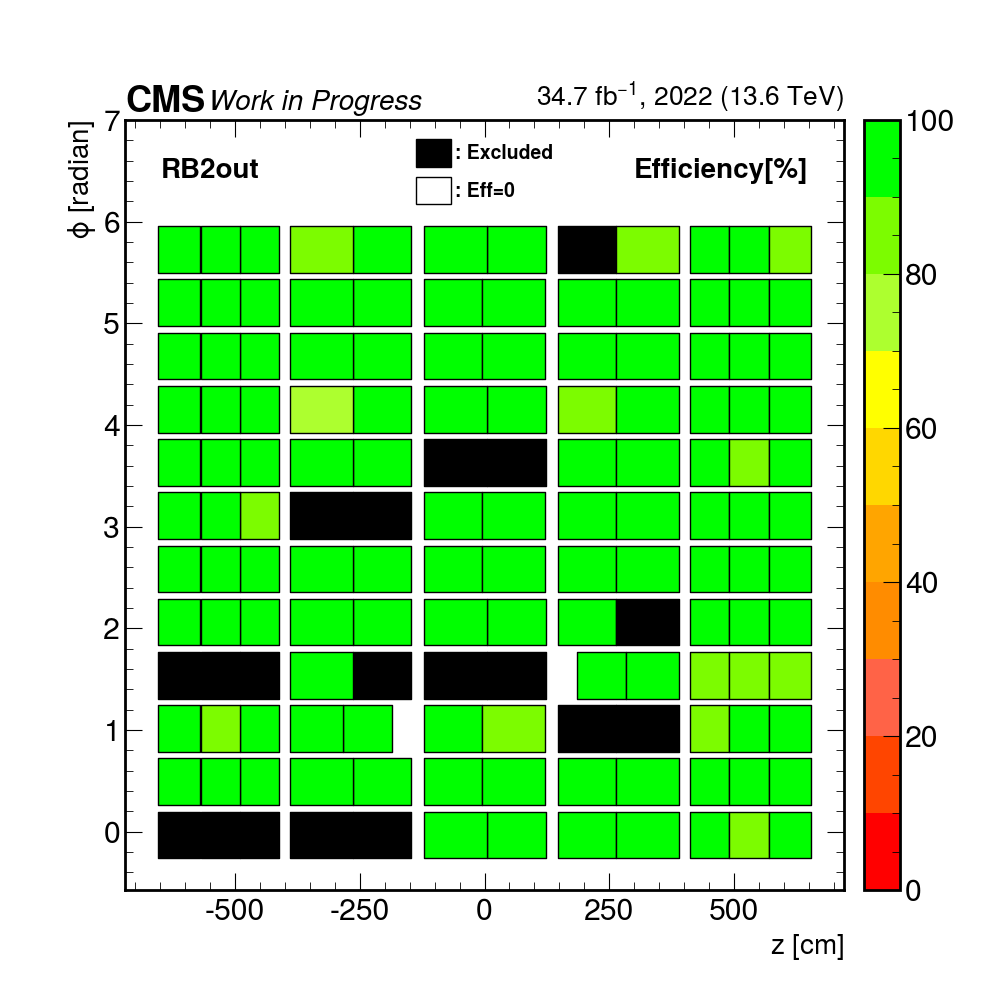 CMS Work in Progress
34.7 fb⁻¹, 2022 (13.6 TeV)
RB2out
: Excluded
: Eff=0
Efficiency[%]
ϕ [radian]
7
6
5
4
3
2
1
0
-500 -250 0 250 500
z [cm]
100
80
60
40
20
0